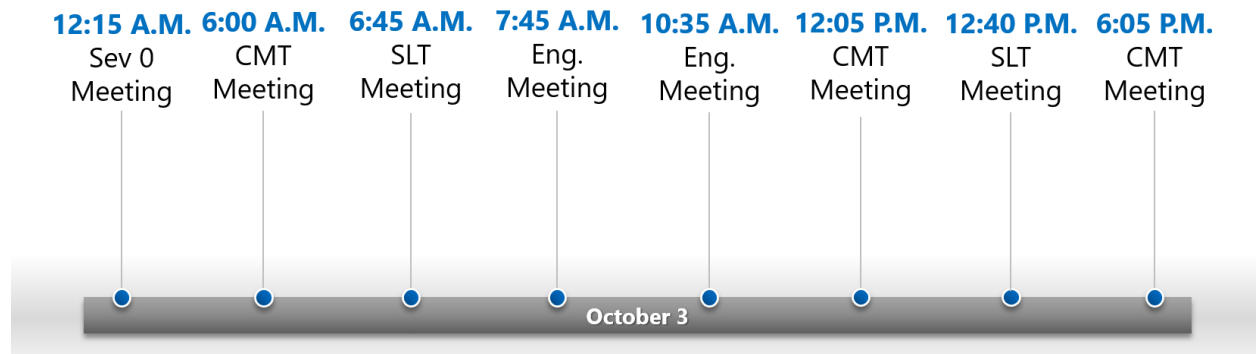 12:15 A.M.
Sev 0
Meeting
6:00 A.M.
CMT
Meeting
6:45 A.M.
SLT
Meeting
7:45 A.M.
Eng.
Meeting
10:35 A.M.
Eng.
Meeting
12:05 P.M.
CMT
Meeting
12:40 P.M.
SLT
Meeting
6:05 P.M.
CMT
Meeting
October 3